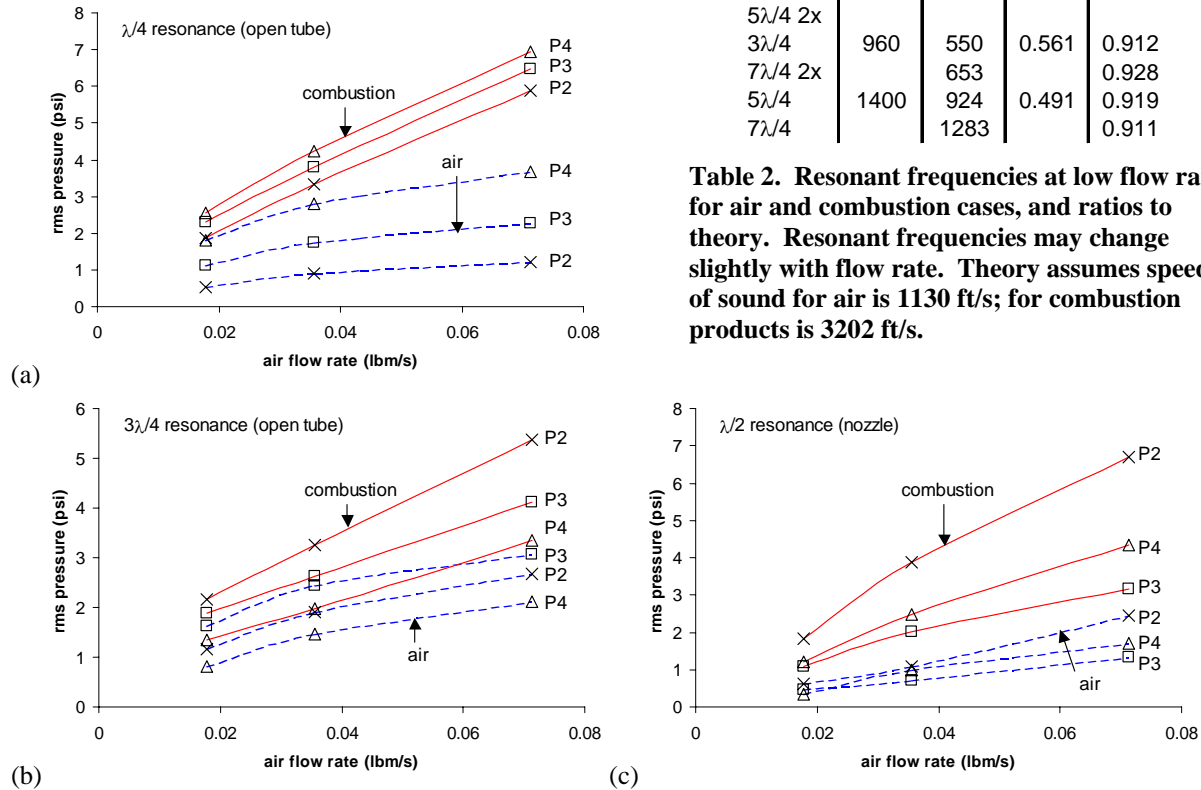 λ/4 resonance (open tube)
rms pressure (psi)
8
7
6
5
4
3
2
1
0
combustion
air
P4
P3
P2
P4
P3
P2
0
0.02
0.04
0.06
0.08
air flow rate (lbm/s)
(a)
5λ/4 2x
3λ/4 960 550 0.561 0.912
7λ/4 2x 653 0.928
5λ/4 1400 924 0.491 0.919
7λ/4 1283 0.911
Table 2. Resonant frequencies at low flow
for air and combustion cases, and ratios to
theory. Resonant frequencies may change
slightly with flow rate. Theory assumes speed
of sound for air is 1130 ft/s; for combustion
products is 3202 ft/s.
3λ/4 resonance (open tube)
rms pressure (psi)
6
5
4
3
2
1
0
combustion
air
P2
P3
P4
P3
P2
P4
0
0.02
0.04
0.06
0.08
air flow rate (lbm/s)
(b)
λ/2 resonance (nozzle)
rms pressure (psi)
8
7
6
5
4
3
2
1
0
combustion
air
P2
P4
P3
P2
P4
P3
0
0.02
0.04
0.06
0.08
air flow rate (lbm/s)
(c)